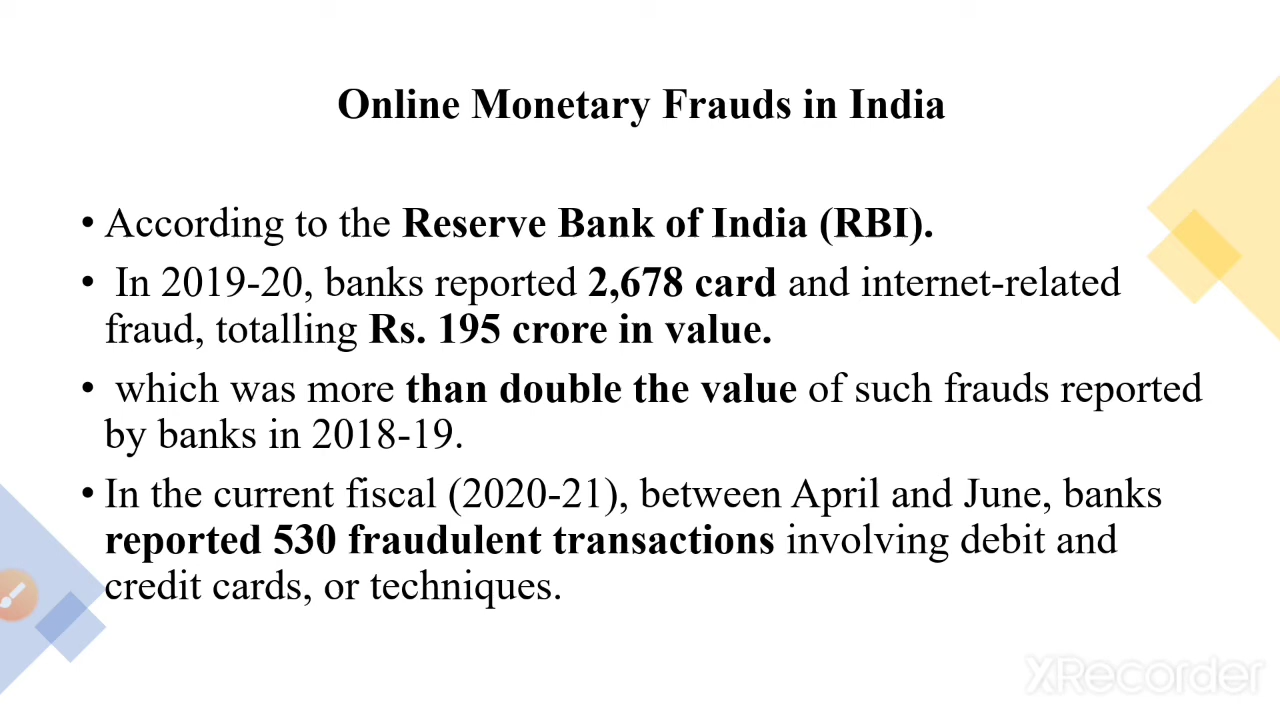 Online Monetary Frauds in India
• According to the Reserve Bank of India (RBI).
• In 2019-20, banks reported 2,678 card and internet-related
fraud, totalling Rs. 195 crore in value.
• which was more than double the value of such frauds reported
by banks in 2018-19.
• In the current fiscal (2020-21), between April and June, banks
reported 530 fraudulent transactions involving debit and
credit cards, or techniques.
XRecorder